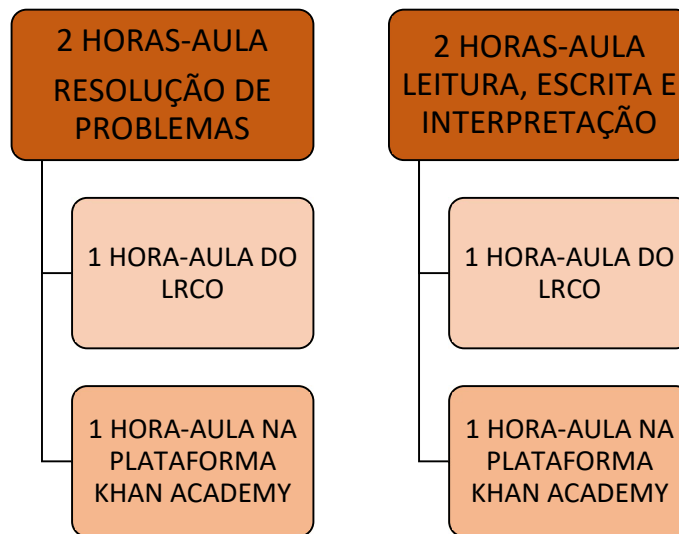 2 HORAS-AULA
RESOLUÇÃO DE
PROBLEMAS
1 HORA-AULA DO
LRCO
1 HORA-AULA NA
PLATAFORMA
KHAN ACADEMY
2 HORAS-AULA
LEITURA, ESCRITA E
INTERPRETAÇÃO
1 HORA-AULA DO
LRCO
1 HORA-AULA NA
PLATAFORMA
KHAN ACADEMY